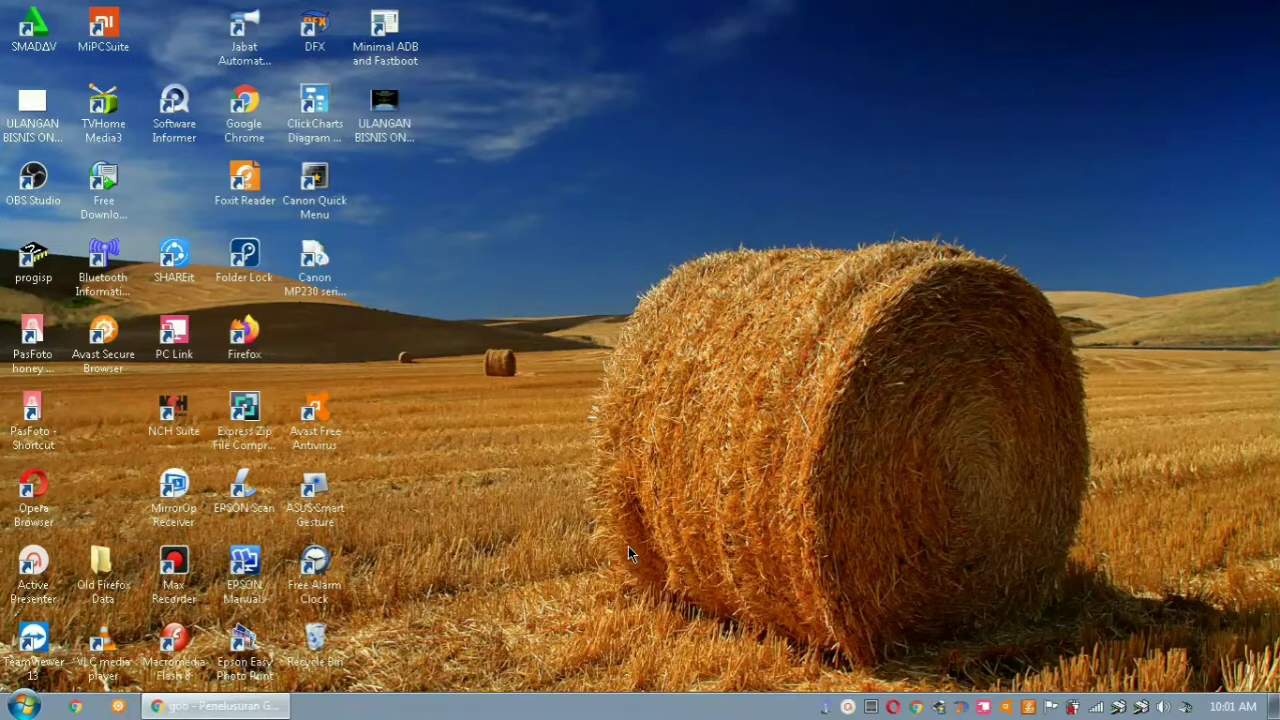 SMADΔV
MiPCSuite
Jabat
Automat...
DFX
Minimal ADB
and Fastboot
ULANGAN
BISNIS ON...
TVHome
Media3
Software
Informer
Google
Chrome
ClickCharts
Diagram ...
ULANGAN
BISNIS ON...
OBS Studio
Free
Downlo...
Foxit Reader
Canon Quick
Menu
progisp
Bluetooth
Informati...
SHAREit
Folder Lock
Canon
MP230 seri...
PasFoto
honey ...
Avast Secure
Browser
PC Link
Firefox
PasFoto -
Shortcut
NCH Suite
Express Zip
File Compr...
Avast Free
Antivirus
Opera
Browser
MirrorOp
Receiver
EPSON Scan
ASUS Smart
Gesture
Active
Presenter
Old Firefox
Data
Max
Recorder
EPSON
Manuals
Free Alarm
Clock
TeamViewer
13
VLC media
player
Macromedia
Flash 8
Epson Easy
Photo Print
Recycle Bin
gob - Penelusuran G...
10:01 AM